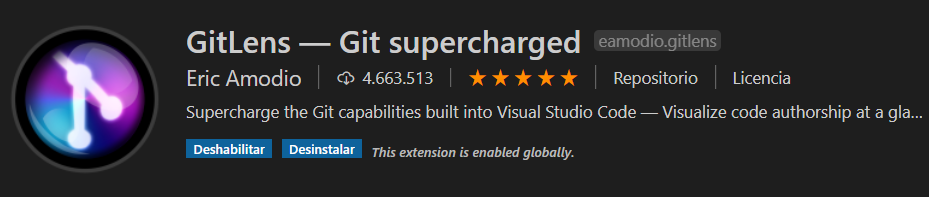 GitLens — Git supercharged eamodio.gitlens
Eric Amodio 4.663.513 Repositorio Licencia
Supercharge the Git capabilities built into Visual Studio Code — Visualize code authorship at a gla...
Deshabilitar Desinstalar This extension is enabled globally.